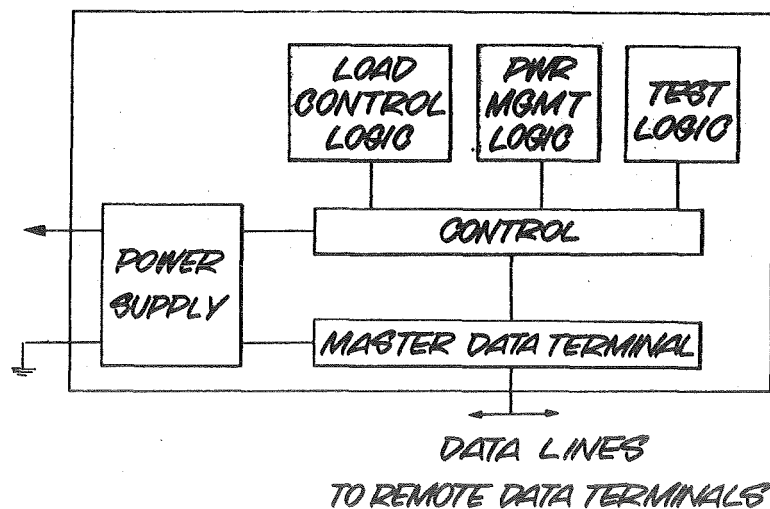 LOAD
CONTROL
LOGIC
PWR
MGMT
LOGIC
TEST
LOGIC
CONTROL
POWER
SUPPLY
MASTER DATA TERMINAL
DATA LINES
TO REMOTE DATA TERMINALS